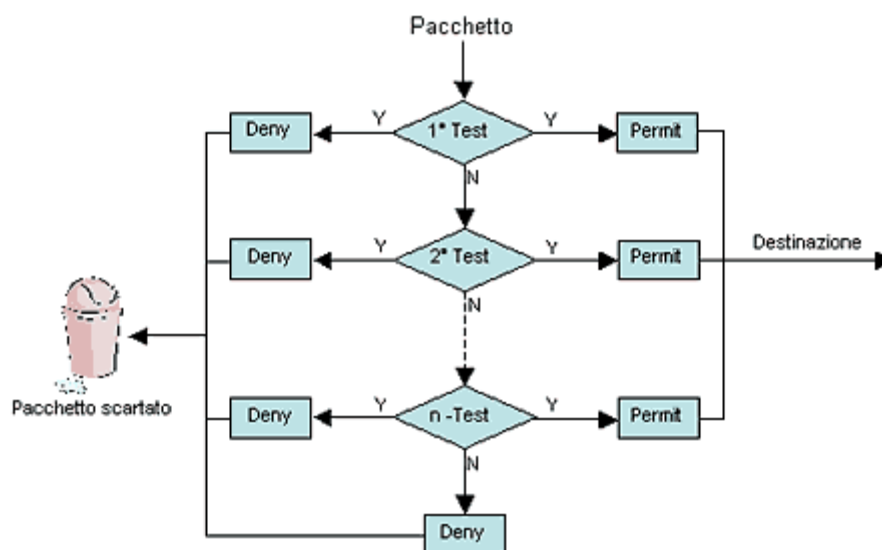 Pacchetto
Deny
Y
1° Test
Y
Permit
N
Deny
Y
2° Test
Y
Permit
Destinazione
N
Pacchetto scartato
Deny
Y
n -Test
Y
Permit
N
Deny